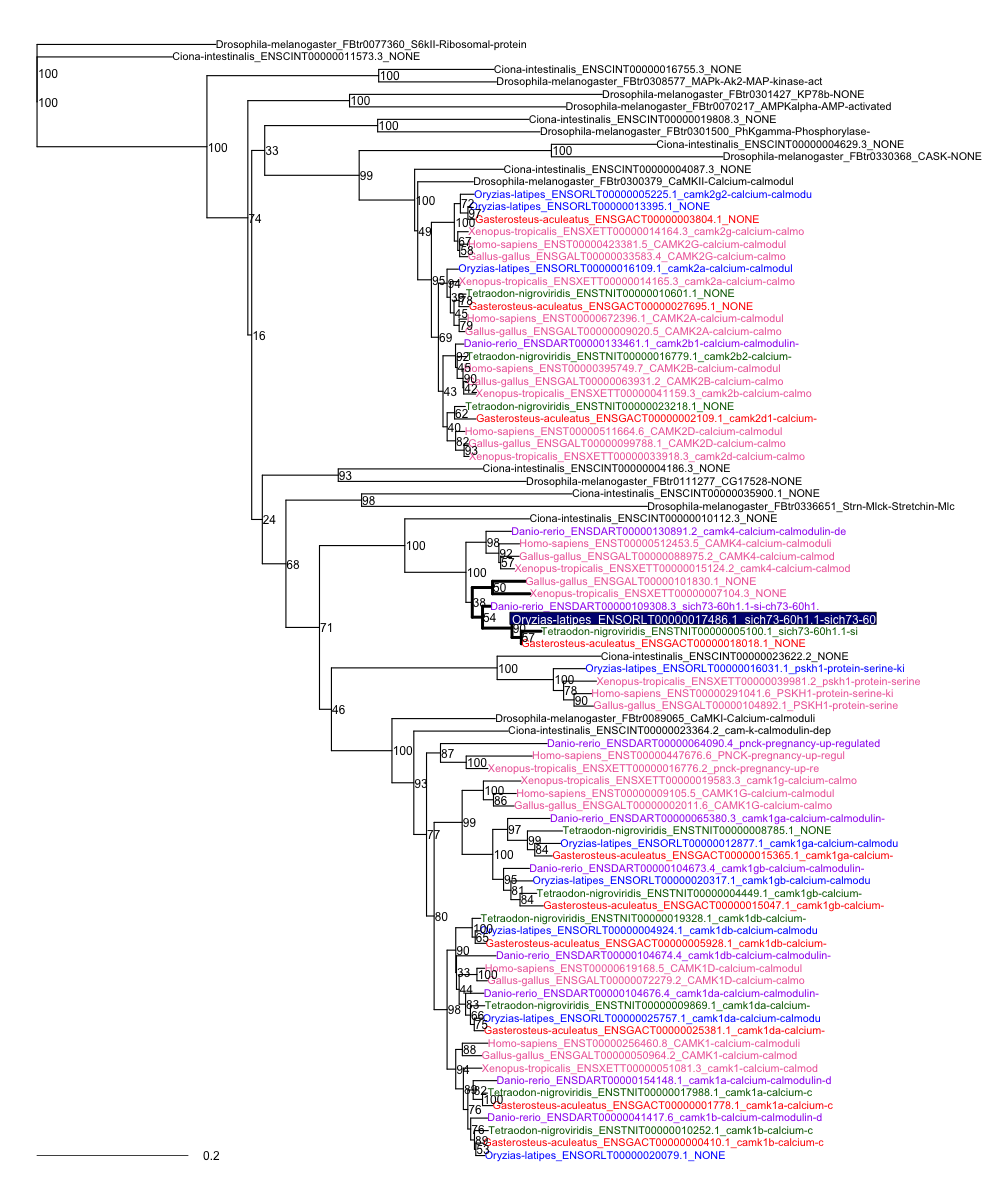 Drosophila-melanogaster_FBtr0077360_S6kII-Ribosomal-protein
Ciona-intestinalis_ENSCINT00000011573.3_NONE
100
Ciona-intestinalis_ENSCINT00000016755.3_NONE
100
Drosophila-melanogaster_FBtr0308577_MAPk-Ak2-MAP-kinase-act
Drosophila-melanogaster_FBtr0301427_KP78b-NONE
100
100
Drosophila-melanogaster_FBtr0070217_AMPKalpha-AMP-activated
Ciona-intestinalis_ENSCINT00000019808.3_NONE
100
Drosophila-melanogaster_FBtr0301500_PhKgamma-Phosphorylase-
Ciona-intestinalis_ENSCINT00000004629.3_NONE
100
33
100
Drosophila-melanogaster_FBtr0330368_CASK-NONE
Ciona-intestinalis_ENSCINT00000004087.3_NONE
99
Drosophila-melanogaster_FBtr0300379_CaMKII-Calcium-calmodul
Oryzias-latipes_ENSORLT00000005225.1_camk2g2-calcium-calmodu
100
72
Oryzias-latipes_ENSORLT00000013395.1_NONE
97
74
Gasterosteus-aculeatus_ENSGACT00000003804.1_NONE
100
49
Xenopus-tropicalis_ENSXETT00000014164.3_camk2g-calcium-calmo
67
Homo-sapiens_ENST00000423381.5_CAMK2G-calcium-calmodul
58
Gallus-gallus_ENSGALT00000033583.4_CAMK2G-calcium-calmo
Oryzias-latipes_ENSORLT00000016109.1_camk2a-calcium-calmodul
95
94
Xenopus-tropicalis_ENSXETT00000014165.3_camk2a-calcium-calmo
Tetraodon-nigroviridis_ENSTNIT00000010601.1_NONE
78
Gasterosteus-aculeatus_ENSGACT00000027695.1_NONE
45
Homo-sapiens_ENST00000672396.1_CAMK2A-calcium-calmodul
79
Gallus-gallus_ENSGALT00000009020.5_CAMK2A-calcium-calmo
16
69
Danio-rerio_ENSDART00000133461.1_camk2b1-calcium-calmodulin-
92
Tetraodon-nigroviridis_ENSTNIT00000016779.1_camk2b2-calcium-
Homo-sapiens_ENST00000395749.7_CAMK2B-calcium-calmodul
90
Gallus-gallus_ENSGALT00000063931.2_CAMK2B-calcium-calmo
43
42
Xenopus-tropicalis_ENSXETT00000041159.3_camk2b-calcium-calmo
Tetraodon-nigroviridis_ENSTNIT00000023218.1_NONE
62
Gasterosteus-aculeatus_ENSGACT00000002109.1_camk2d1-calcium-
40
Homo-sapiens_ENST00000511664.6_CAMK2D-calcium-calmodul
82
Gallus-gallus_ENSGALT00000099788.1_CAMK2D-calcium-calmo
93
Xenopus-tropicalis_ENSXETT00000033918.3_camk2d-calcium-calmo
Ciona-intestinalis_ENSCINT00000004186.3_NONE
93
Drosophila-melanogaster_FBtr0111277_CG17528-NONE
Ciona-intestinalis_ENSCINT00000035900.1_NONE
98
Drosophila-melanogaster_FBtr0336651_Strn-Mlck-Stretchin-Mlc
24
Ciona-intestinalis_ENSCINT00000010112.3_NONE
Danio-rerio_ENSDART00000130891.2_camk4-calcium-calmodulin-de
98
Homo-sapiens_ENST00000512453.5_CAMK4-calcium-calmoduli
100
92
Gallus-gallus_ENSGALT00000088975.2_CAMK4-calcium-calmod
68
57
Xenopus-tropicalis_ENSXETT00000015124.2_camk4-calcium-calmod
100
Gallus-gallus_ENSGALT00000101830.1_NONE
50
Xenopus-tropicalis_ENSXETT00000007104.3_NONE
38
Danio-rerio_ENSDART00000109308.3_sich73-60h1.1-si-ch73-60h1.
54
Oryzias-latipes_ENSORLT00000017486.1_sich73-60h1.1-sich73-60
71
90
Tetraodon-nigroviridis_ENSTNIT00000005100.1_sich73-60h1.1-si
57
Gasterosteus-aculeatus_ENSGACT00000018018.1_NONE
Ciona-intestinalis_ENSCINT00000023622.2_NONE
100
Oryzias-latipes_ENSORLT00000016031.1_pskh1-protein-serine-ki
100
Xenopus-tropicalis_ENSXETT00000039981.2_pskh1-protein-serine
78
Homo-sapiens_ENST00000291041.6_PSKH1-protein-serine-ki
90
Gallus-gallus_ENSGALT00000104892.1_PSKH1-protein-serine
46
Drosophila-melanogaster_FBtr0089065_CaMKI-Calcium-calmoduli
Ciona-intestinalis_ENSCINT00000023364.2_cam-k-calmodulin-dep
Danio-rerio_ENSDART00000064090.4_pnck-pregnancy-up-regulated
100
87
Homo-sapiens_ENST00000447676.6_PNCK-pregnancy-up-regul
100
Xenopus-tropicalis_ENSXETT00000016776.2_pnck-pregnancy-up-re
93
Xenopus-tropicalis_ENSXETT00000019583.3_camk1g-calcium-calmo
100
Homo-sapiens_ENST00000009105.5_CAMK1G-calcium-calmodul
86
Gallus-gallus_ENSGALT00000002011.6_CAMK1G-calcium-calmo
99
Danio-rerio_ENSDART00000065380.3_camk1ga-calcium-calmodulin-
97
Tetraodon-nigroviridis_ENSTNIT00000008785.1_NONE
77
99
Oryzias-latipes_ENSORLT00000012877.1_camk1ga-calcium-calmodu
84
100
Gasterosteus-aculeatus_ENSGACT00000015365.1_camk1ga-calcium-
Danio-rerio_ENSDART00000104673.4_camk1gb-calcium-calmodulin-
95
Oryzias-latipes_ENSORLT00000020317.1_camk1gb-calcium-calmodu
81
Tetraodon-nigroviridis_ENSTNIT00000004449.1_camk1gb-calcium-
84
Gasterosteus-aculeatus_ENSGACT00000015047.1_camk1gb-calcium-
80
Tetraodon-nigroviridis_ENSTNIT00000019328.1_camk1db-calcium-
100
Oryzias-latipes_ENSORLT00000004924.1_camk1db-calcium-calmodu
65
Gasterosteus-aculeatus_ENSGACT00000005928.1_camk1db-calcium-
90
Danio-rerio_ENSDART00000104674.4_camk1db-calcium-calmodulin-
Homo-sapiens_ENST00000619168.5_CAMK1D-calcium-calmodul
33
100
Gallus-gallus_ENSGALT00000072279.2_CAMK1D-calcium-calmo
44
Danio-rerio_ENSDART00000104676.4_camk1da-calcium-calmodulin-
83
Tetraodon-nigroviridis_ENSTNIT00000009869.1_camk1da-calcium-
98
66
Oryzias-latipes_ENSORLT00000025757.1_camk1da-calcium-calmodu
75
Gasterosteus-aculeatus_ENSGACT00000025381.1_camk1da-calcium-
Homo-sapiens_ENST00000256460.8_CAMK1-calcium-calmoduli
88
Gallus-gallus_ENSGALT00000050964.2_CAMK1-calcium-calmod
94
Xenopus-tropicalis_ENSXETT00000051081.3_camk1-calcium-calmod
Danio-rerio_ENSDART00000154148.1_camk1a-calcium-calmodulin-d
82
Tetraodon-nigroviridis_ENSTNIT00000017988.1_camk1a-calcium-c
100
Gasterosteus-aculeatus_ENSGACT00000001778.1_camk1a-calcium-c
76
Danio-rerio_ENSDART00000041417.6_camk1b-calcium-calmodulin-d
76
Tetraodon-nigroviridis_ENSTNIT00000010252.1_camk1b-calcium-c
89
Gasterosteus-aculeatus_ENSGACT00000000410.1_camk1b-calcium-c
53
Oryzias-latipes_ENSORLT00000020079.1_NONE
0.2